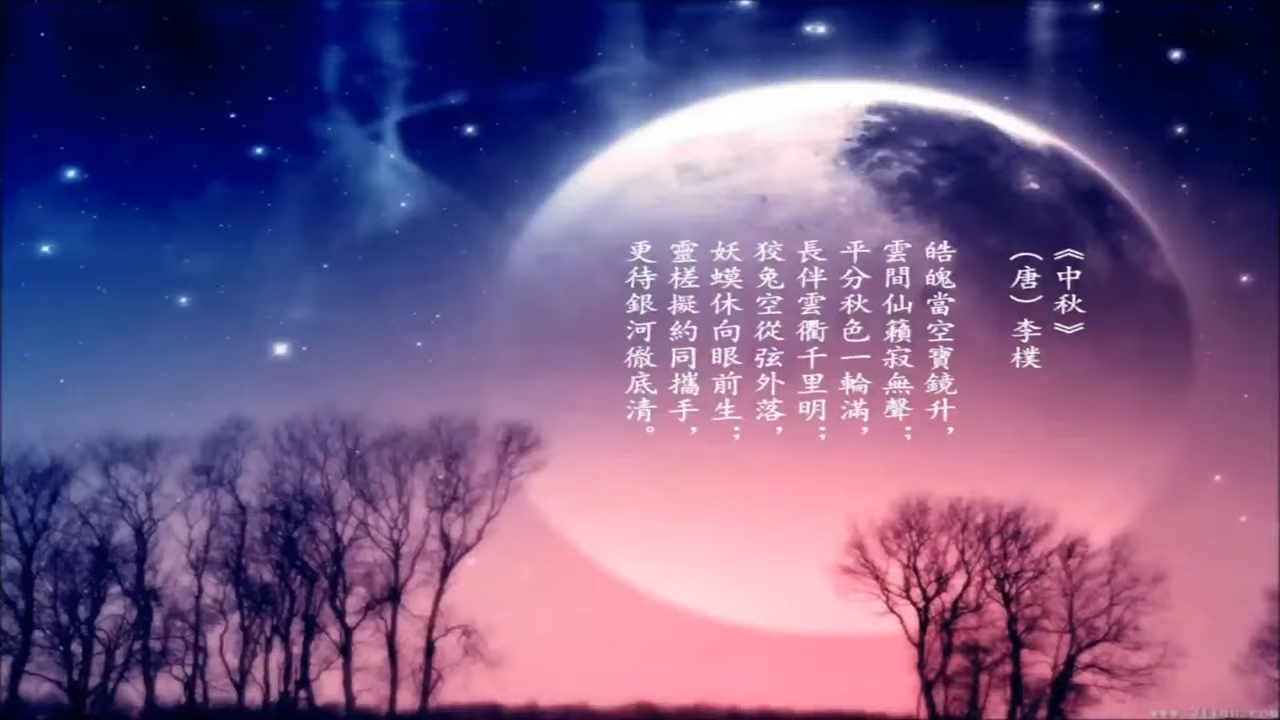 《中秋》
（唐）李樸
皓魄當空寶鏡升，
雲間仙籟寂無聲；
平分秋色一輪滿，
長伴雲衢千里明；
狡兔空從弦外落，
妖蟆休向眼前生；
靈槎擬約同攜手，
更待銀河徹底清。